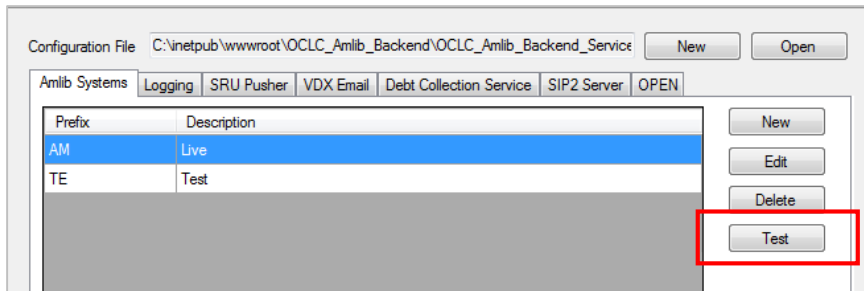 Configuration File C:\inetpub\wwwroot\OCLC_Amlib_Backend\OCLC_Amlib_Backend_Service New Open
Amlib Systems Logging SRU Pusher VDX Email Debt Collection Service SIP2 Server OPEN
Prefix Description New
AM Live Edit
TE Test Delete
Test